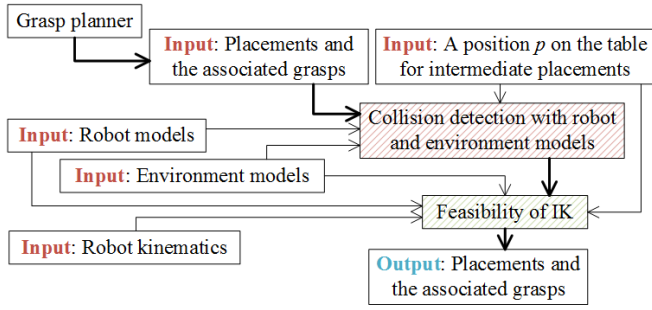 Grasp planner
Input: Placements and
the associated grasps
Input: A position p on the table
for intermediate placements
Collision detection with robot
and environment models
Input: Robot models
Input: Environment models
Feasibility of IK
Input: Robot kinematics
Output: Placements and
the associated grasps